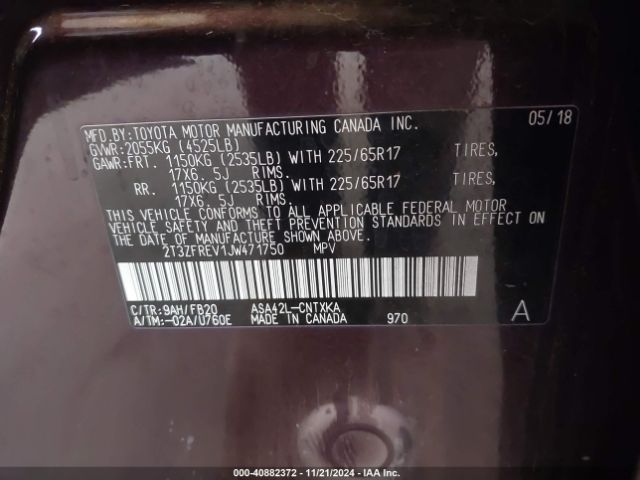 MFD.BY:TOYOTA MOTOR MANUFACTURING CANADA INC. 05/18
GVWR:2055KG (4525LB)
GAWR:FRT. 1150KG (2535LB) WITH 225/65R17 TIRES,
17X6. 5J RIMS.
RR. 1150KG (2535LB) WITH 225/65R17 TIRES,
17X6. 5J RIMS.
THIS VEHICLE CONFORMS TO ALL APPLICABLE FEDERAL MOTOR
VEHICLE SAFETY AND THEFT PREVENTION STANDARDS IN EFFECT ON
THE DATE OF MANUFACTURE SHOWN ABOVE.
2T3ZFREV1JW471750 MPV
C/TR:9AH/FB20 ASA42L-CNTXKA
A/TM:-02A/U760E MADE IN CANADA 970 A
000-40882372 - 11/21/2024 - IAA Inc.